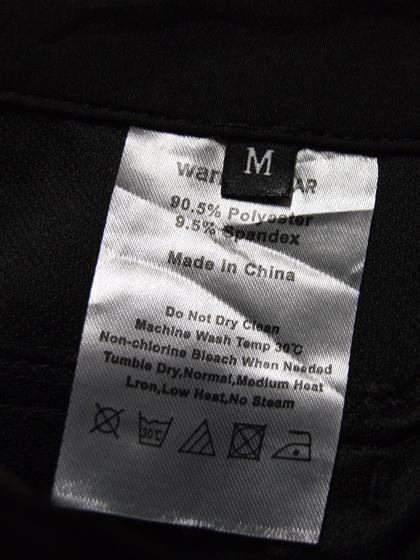 M
90.5% Polyester
9.5% Spandex
Made in China
Do Not Dry Clean
Machine Wash Temp 30℃
Non-chlorine Bleach When Needed
Tumble Dry,Normal,Medium Heat
Lron,Low Heat,No Steam
30℃